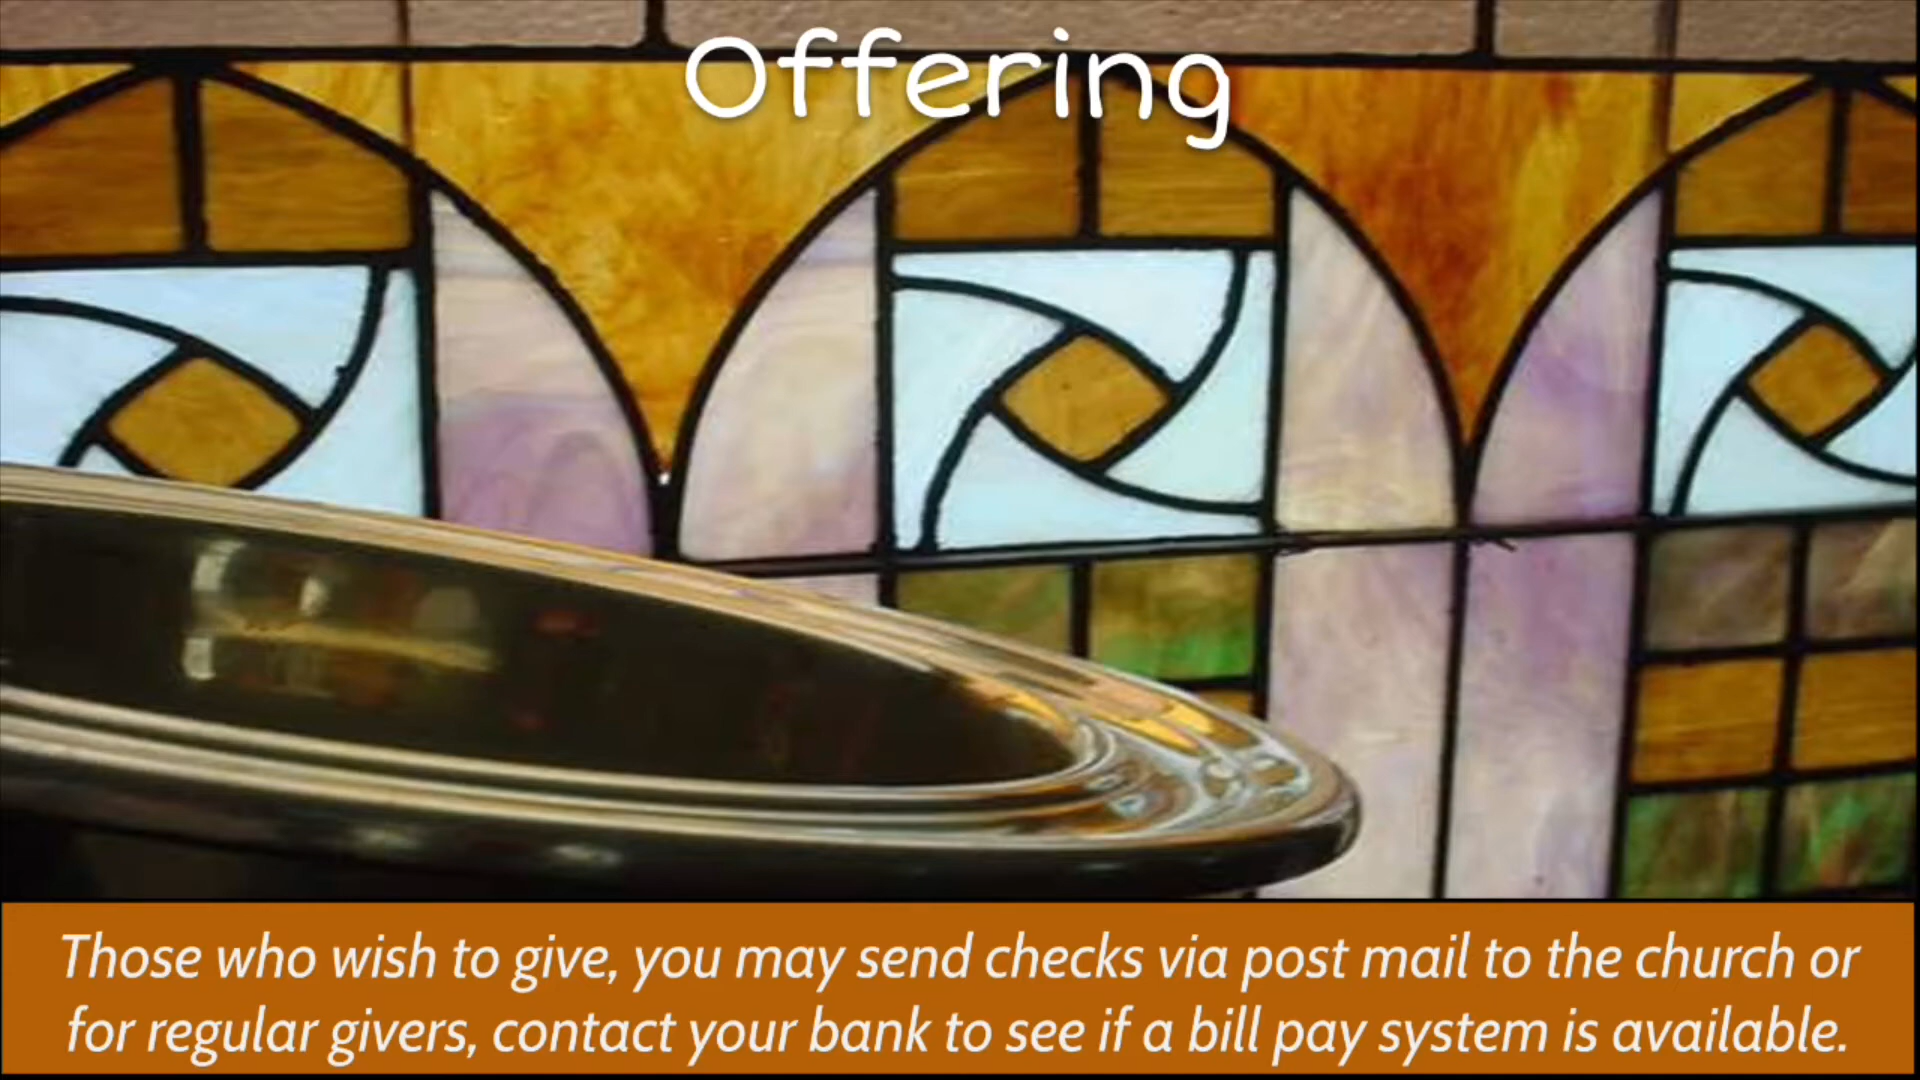 Offering
Those who wish to give, you may send checks via post mail to the church or
for regular givers, contact your bank to see if a bill pay system is available.